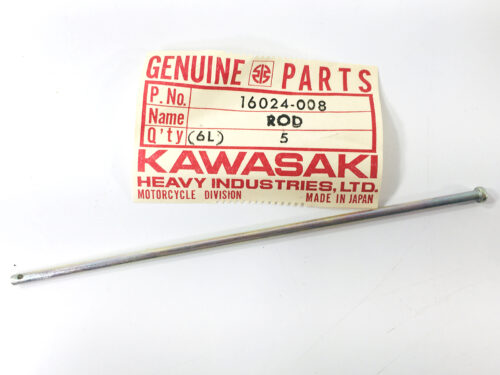 GENUINE PARTS
P. No. 16024-008
Name ROD
Q'ty (6L) 5
KAWASAKI
HEAVY INDUSTRIES, LTD.
MOTORCYCLE DIVISION MADE IN JAPAN